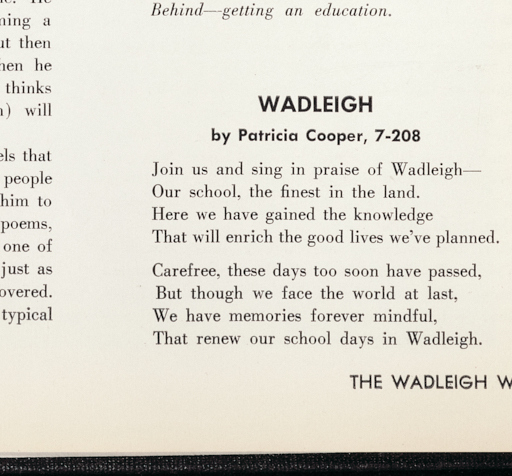 ning a
ut then
hen he
thinks
) will
els that
people
him to
poems,
one of
just as
overed.
typical
Behind—getting an education.
WADLEIGH
by Patricia Cooper, 7-208
Join us and sing in praise of Wadleigh—
Our school, the finest in the land.
Here we have gained the knowledge
That will enrich the good lives we've planned.
Carefree, these days too soon have passed,
But though we face the world at last,
We have memories forever mindful,
That renew our school days in Wadleigh.
THE WADLEIGH W